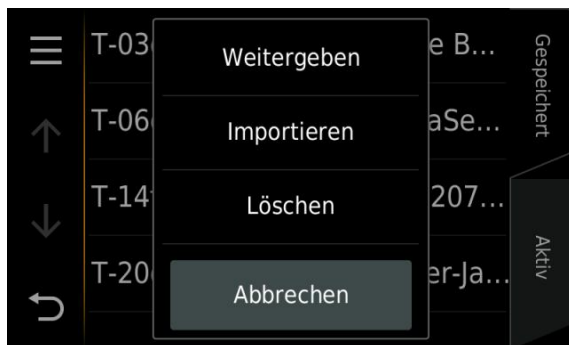 T-03
e B...
T-06
aSe...
T-14
207...
T-20
er-Ja...
Weitergeben
Importieren
Löschen
Abbrechen
Gespeichert
Aktiv